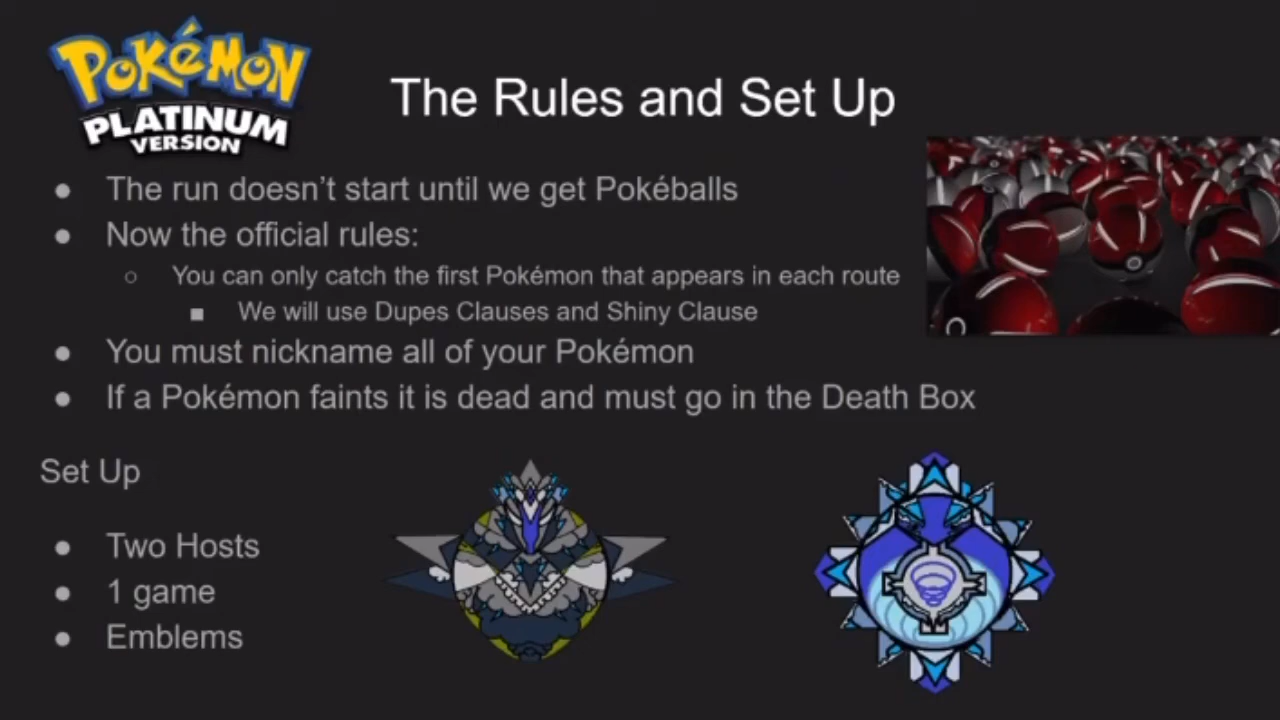 POKéMON
PLATINUM
VERSION
The Rules and Set Up
● The run doesn't start until we get Pokéballs
● Now the official rules:
○ You can only catch the first Pokémon that appears in each route
■ We will use Dupes Clauses and Shiny Clause
● You must nickname all of your Pokémon
● If a Pokémon faints it is dead and must go in the Death Box
Set Up
● Two Hosts
● 1 game
● Emblems